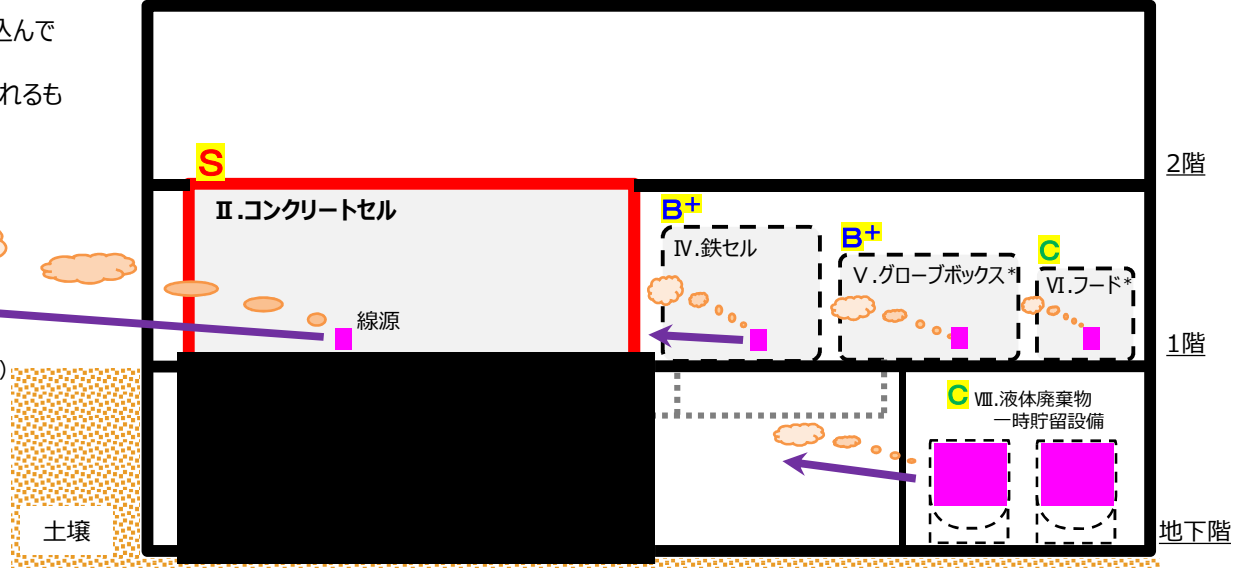 込んで
れるも
2階
S
Ⅱ.コンクリートセル
B+
Ⅳ.鉄セル
B+
Ⅴ.グローブボックス*
C
Ⅵ.フード*
線源
1階
)
C Ⅷ.液体廃棄物
一時貯留設備
土壌
地下階